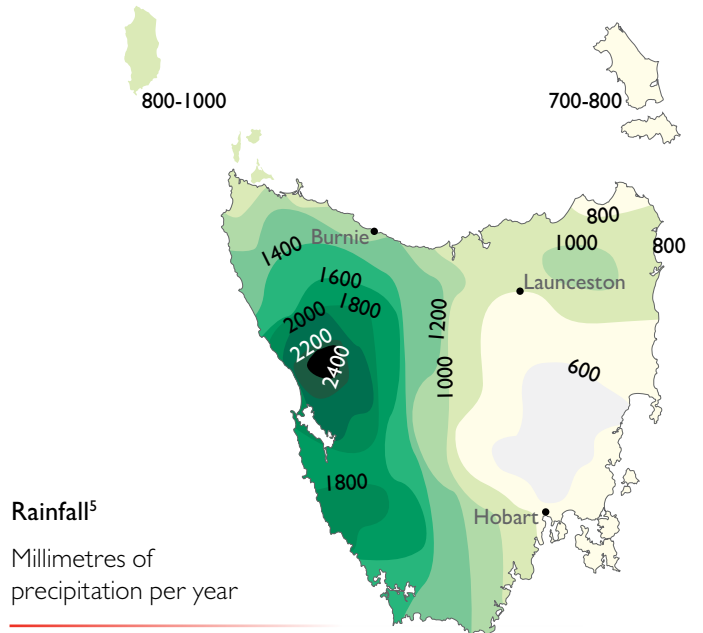 800-1000
700-800
800
Burnie
1000
800
1400
1600
Launceston
2000
1800
1200
2200
2400
1000
600
1800
Rainfall⁵
Hobart
Millimetres of
precipitation per year